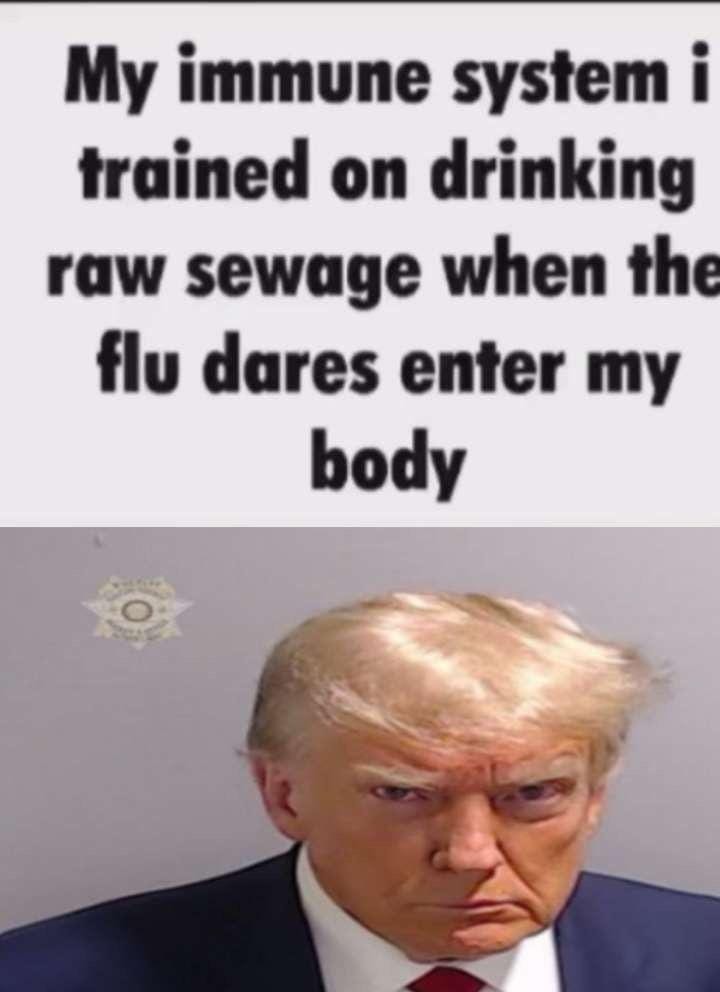 My immune system i
trained on drinking
raw sewage when the
flu dares enter my
body